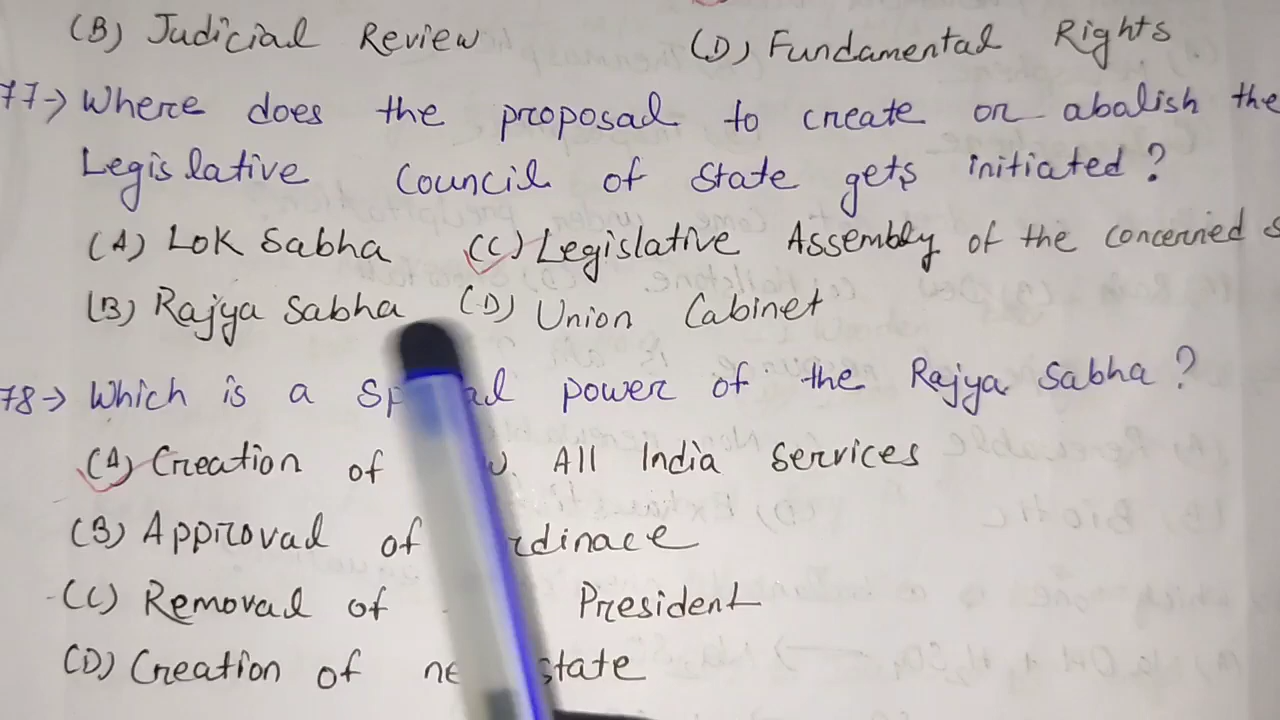 (B) Judicial Review (D) Fundamental Rights
77→ Where does the proposal to create or abalish the
Legislative Council of State gets initiated?
(A) Lok Sabha (C) Legislative Assembly of the concerned
(B) Rajya Sabha (D) Union Cabinet
78→ Which is a power of the Rajya Sabha?
(A) Creation of All India Services
(B) Approval of
(C) Removal of President
(D) Creation of state